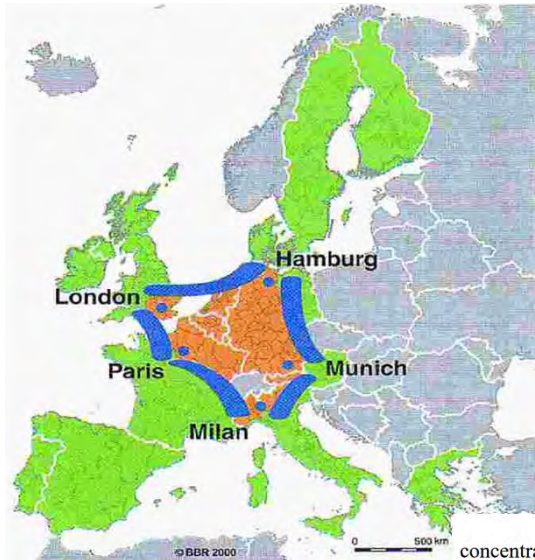 Hamburg
London
Paris
Munich
Milan
0 500 km
© BBR 2000
concentra